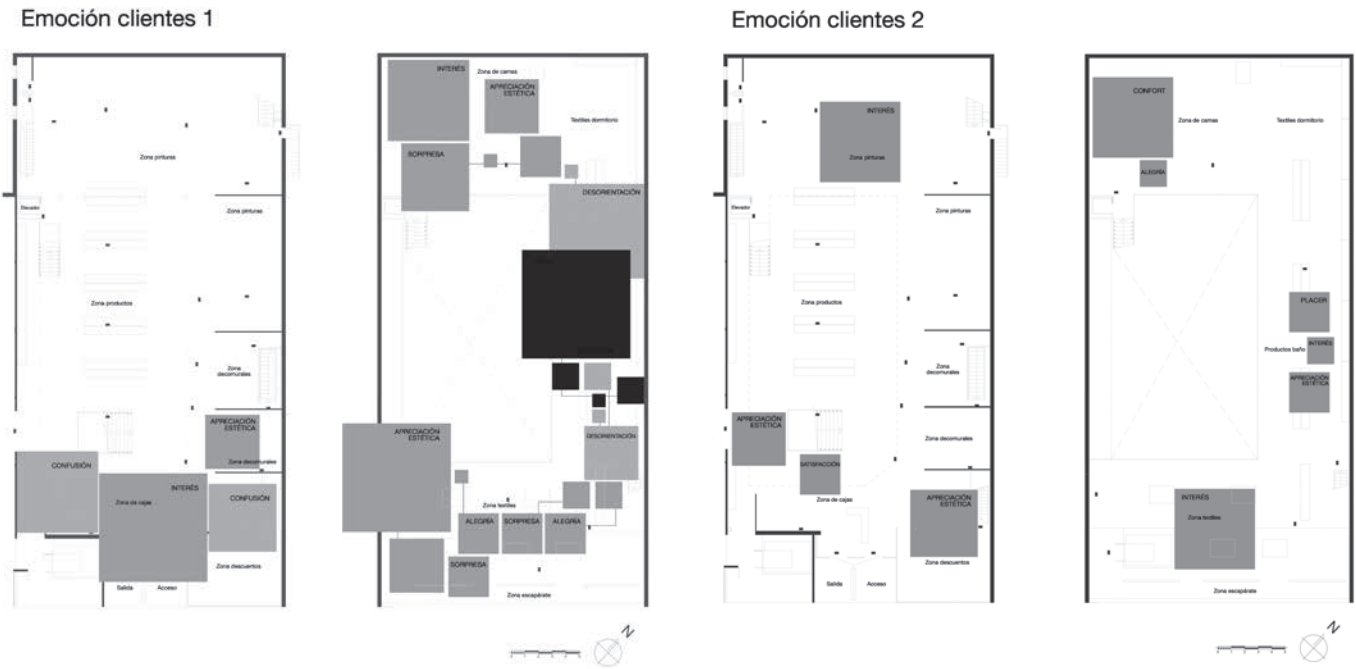 Emoción clientes 1
Zona pinturas
Elevador
Zona pinturas
Zona productos
Zona
decomurales
APRECIACIÓN
ESTÉTICA
Zona decomurales
CONFUSIÓN
INTERÉS
Zona de cajas
CONFUSIÓN
Zona descuentos
Salida
Acceso
INTERÉS
Zona de camas
APRECIACIÓN
ESTÉTICA
Textiles dormitorio
SORPRESA
DESORIENTACIÓN
APRECIACIÓN
ESTÉTICA
DESORIENTACIÓN
Zona textiles
ALEGRÍA
SORPRESA
ALEGRÍA
SORPRESA
Zona escapárate
N
Emoción clientes 2
INTERÉS
Zona pinturas
Elevador
Zona pinturas
Zona productos
Zona
decomurales
APRECIACIÓN
ESTÉTICA
Zona decomurales
SATISFACCIÓN
Zona de cajas
APRECIACIÓN
ESTÉTICA
Zona descuentos
Salida
Acceso
CONFORT
Zona de camas
Textiles dormitorio
ALEGRÍA
PLACER
Productos baño
INTERÉS
APRECIACIÓN
ESTÉTICA
INTERÉS
Zona textiles
Zona escapárate
N